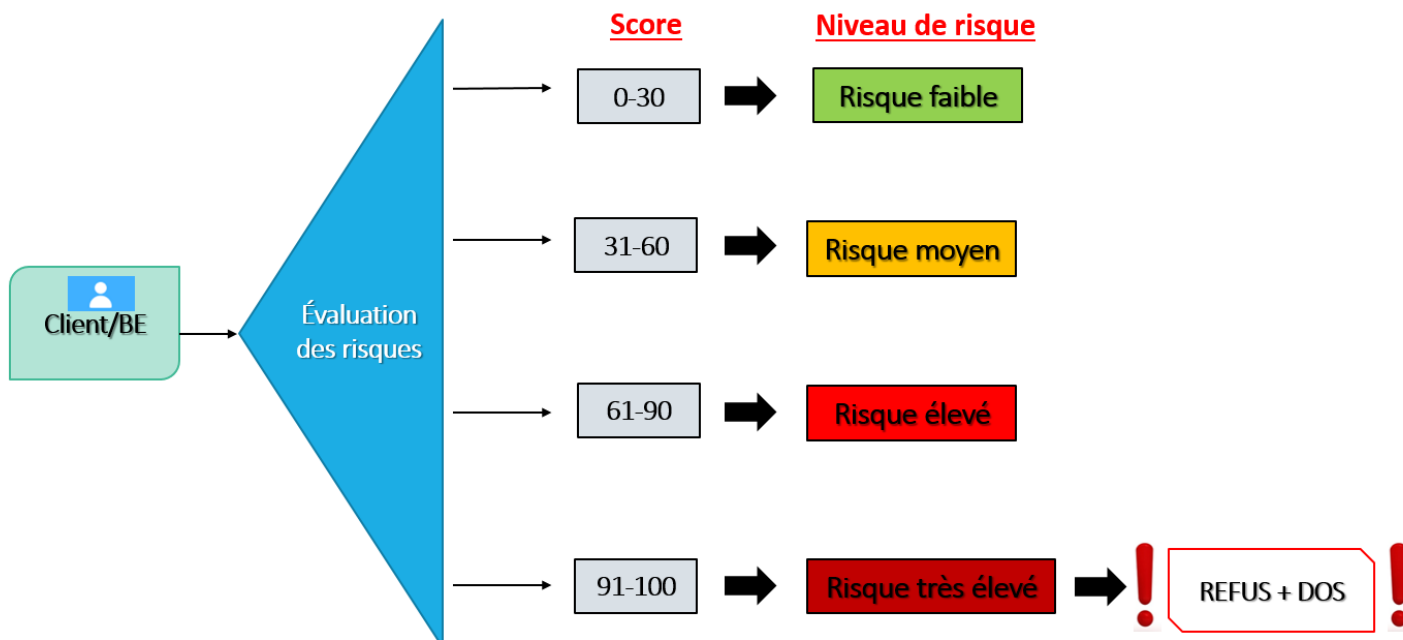 Score
Niveau de risque
0-30
Risque faible
31-60
Risque moyen
Client/BE
Évaluation
des risques
61-90
Risque élevé
91-100
Risque très élevé
REFUS + DOS